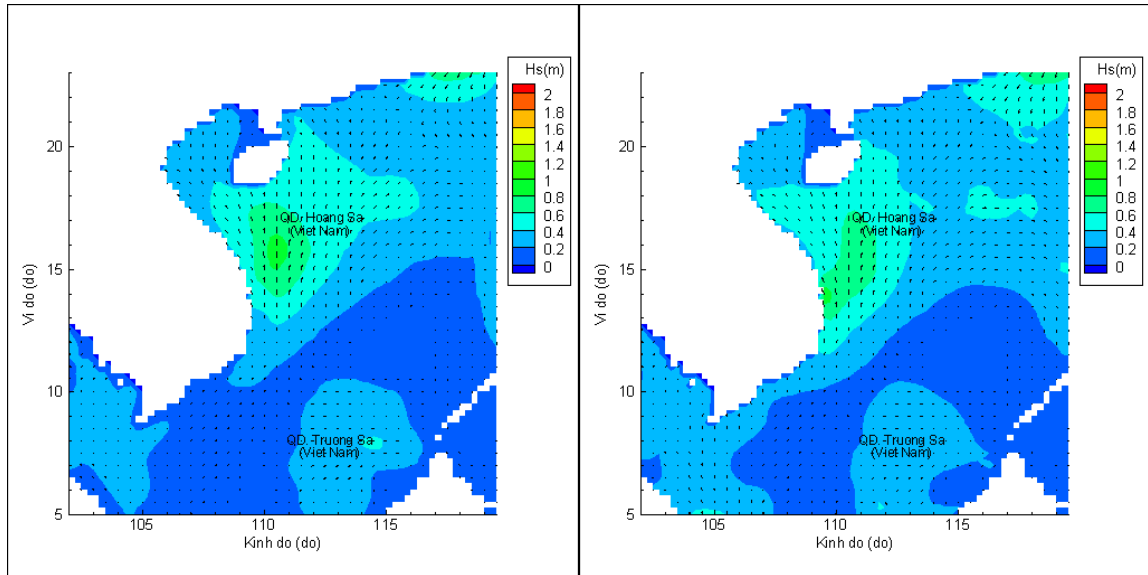 Hs(m)
2
1.8
1.6
1.4
1.2
1
0.8
0.6
0.4
0.2
0
20
15
10
5
Vi do (do)
QD. Hoang Sa
(Viet Nam)
QD. Truong Sa
(Viet Nam)
105
110
115
Kinh do (do)
Hs(m)
2
1.8
1.6
1.4
1.2
1
0.8
0.6
0.4
0.2
0
20
15
10
5
Vi do (do)
QD. Hoang Sa
(Viet Nam)
QD. Truong Sa
(Viet Nam)
105
110
115
Kinh do (do)